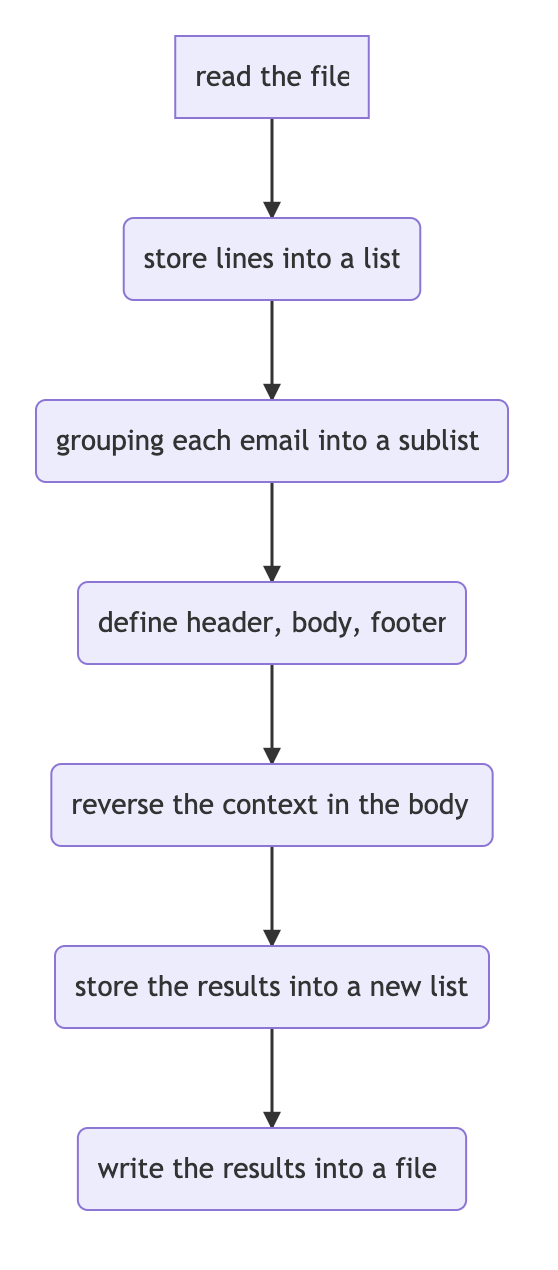 read the file
store lines into a list
grouping each email into a sublist
define header, body, footer
reverse the context in the body
store the results into a new list
write the results into a file